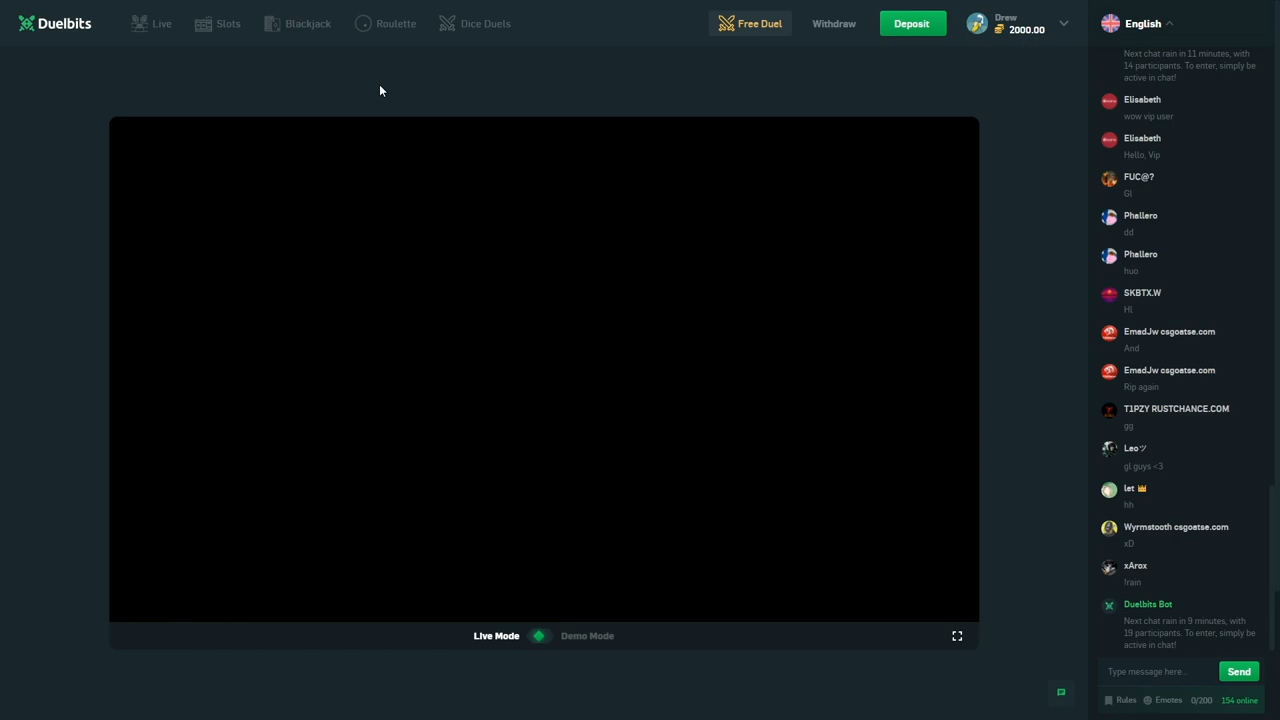 Duelbits
Live
Slots
Blackjack
Roulette
Dice Duels
Free Duel
Withdraw
Deposit
Drew
2000.00
English
Next chat rain in 11 minutes, with
14 participants. To enter, simply be
active in chat!
Elisabeth
wow vip user
Elisabeth
Hello, Vip
FUC@?
Gl
Phallero
dd
Phallero
huo
SKBTX.W
Hl
EmadJw csgoatse.com
And
EmadJw csgoatse.com
Rip again
T1PZY RUSTCHANCE.COM
gg
Leoツ
gl guys <3
let
hh
Wyrmstooth csgoatse.com
xD
xArox
!rain
Duelbits Bot
Next chat rain in 9 minutes, with
19 participants. To enter, simply be
active in chat!
Live Mode
Demo Mode
Type message here...
Send
Rules
Emotes
0/200
154 online